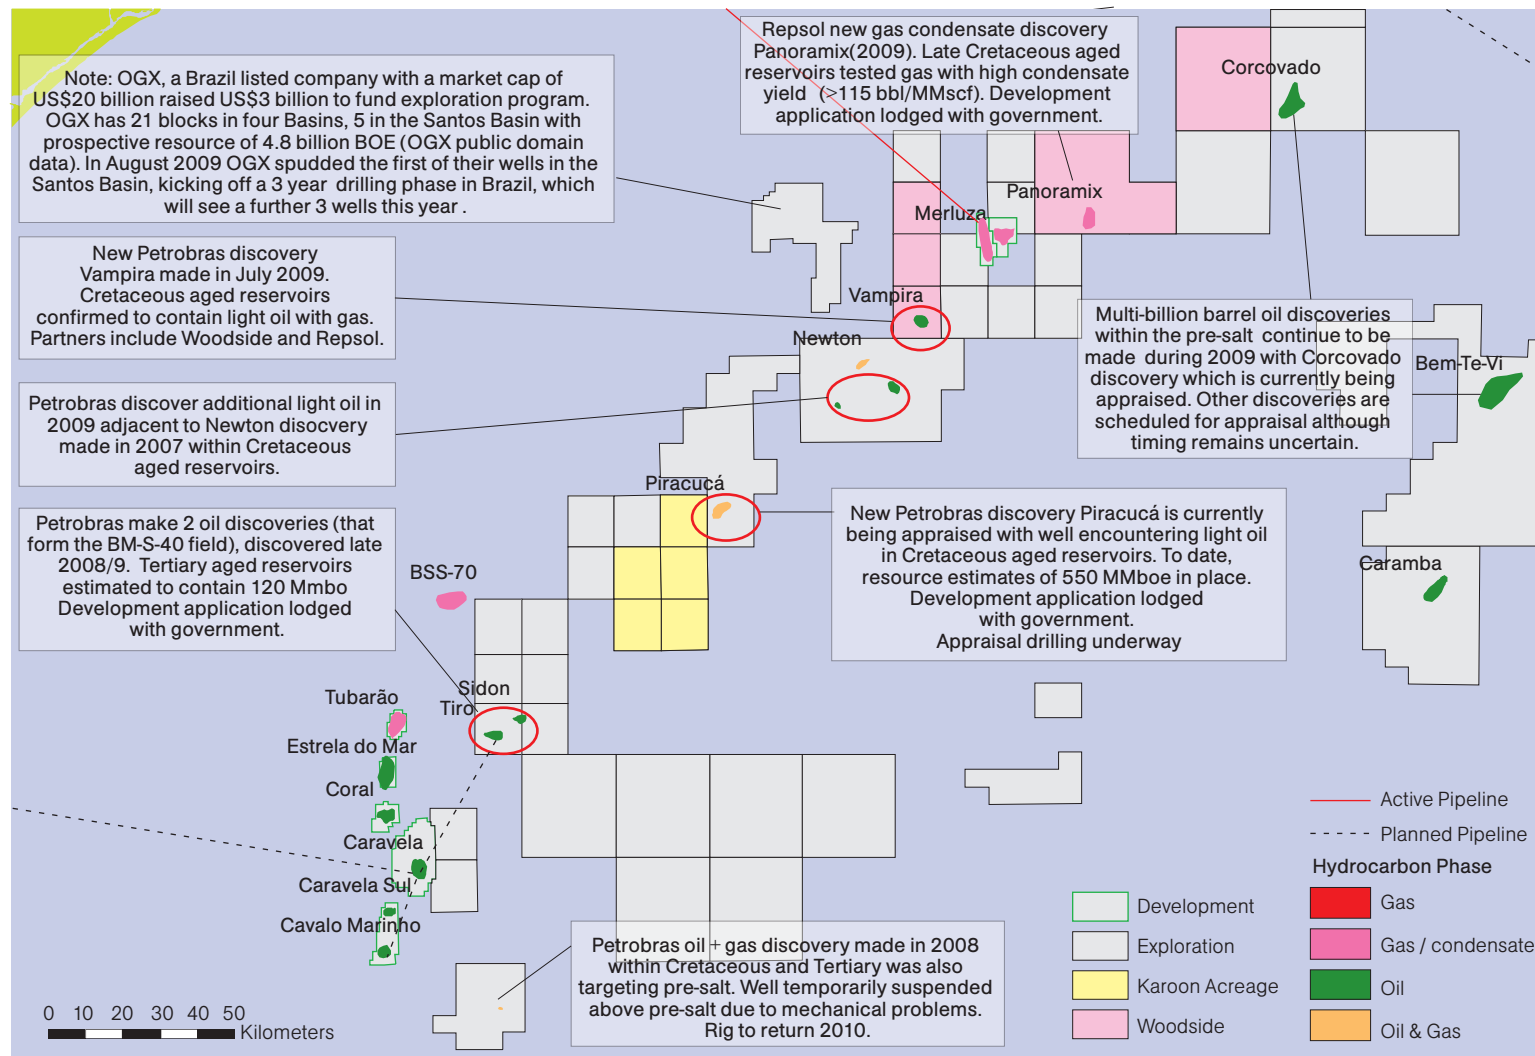 Note: OGX, a Brazil listed company with a market cap of
US$20 billion raised US$3 billion to fund exploration program.
OGX has 21 blocks in four Basins, 5 in the Santos Basin with
prospective resource of 4.8 billion BOE (OGX public domain
data). In August 2009 OGX spudded the first of their wells in the
Santos Basin, kicking off a 3 year drilling phase in Brazil, which
will see a further 3 wells this year .
Repsol new gas condensate discovery
Panoramix(2009). Late Cretaceous aged
reservoirs tested gas with high condensate
yield (>115 bbl/MMscf). Development
application lodged with government.
Corcovado
Panoramix
Merluza
New Petrobras discovery
Vampira made in July 2009.
Cretaceous aged reservoirs
confirmed to contain light oil with gas.
Partners include Woodside and Repsol.
Vampira
Newton
Multi-billion barrel oil discoveries
within the pre-salt continue to be
made during 2009 with Corcovado
discovery which is currently being
appraised. Other discoveries are
scheduled for appraisal although
timing remains uncertain.
Bem-Te-Vi
Petrobras discover additional light oil in
2009 adjacent to Newton disocvery
made in 2007 within Cretaceous
aged reservoirs.
Piracucá
Petrobras make 2 oil discoveries (that
form the BM-S-40 field), discovered late
2008/9. Tertiary aged reservoirs
estimated to contain 120 Mmbo
Development application lodged
with government.
New Petrobras discovery Piracucá is currently
being appraised with well encountering light oil
in Cretaceous aged reservoirs. To date,
resource estimates of 550 MMboe in place.
Development application lodged
with government.
Appraisal drilling underway
BSS-70
Caramba
Sidon
Tiro
Tubarão
Estrela do Mar
Coral
Caravela
Caravela Sul
Cavalo Marinho
Petrobras oil + gas discovery made in 2008
within Cretaceous and Tertiary was also
targeting pre-salt. Well temporarily suspended
above pre-salt due to mechanical problems.
Rig to return 2010.
0 10 20 30 40 50
Kilometers
Active Pipeline
Planned Pipeline
Hydrocarbon Phase
Gas
Gas / condensate
Oil
Oil & Gas
Development
Exploration
Karoon Acreage
Woodside